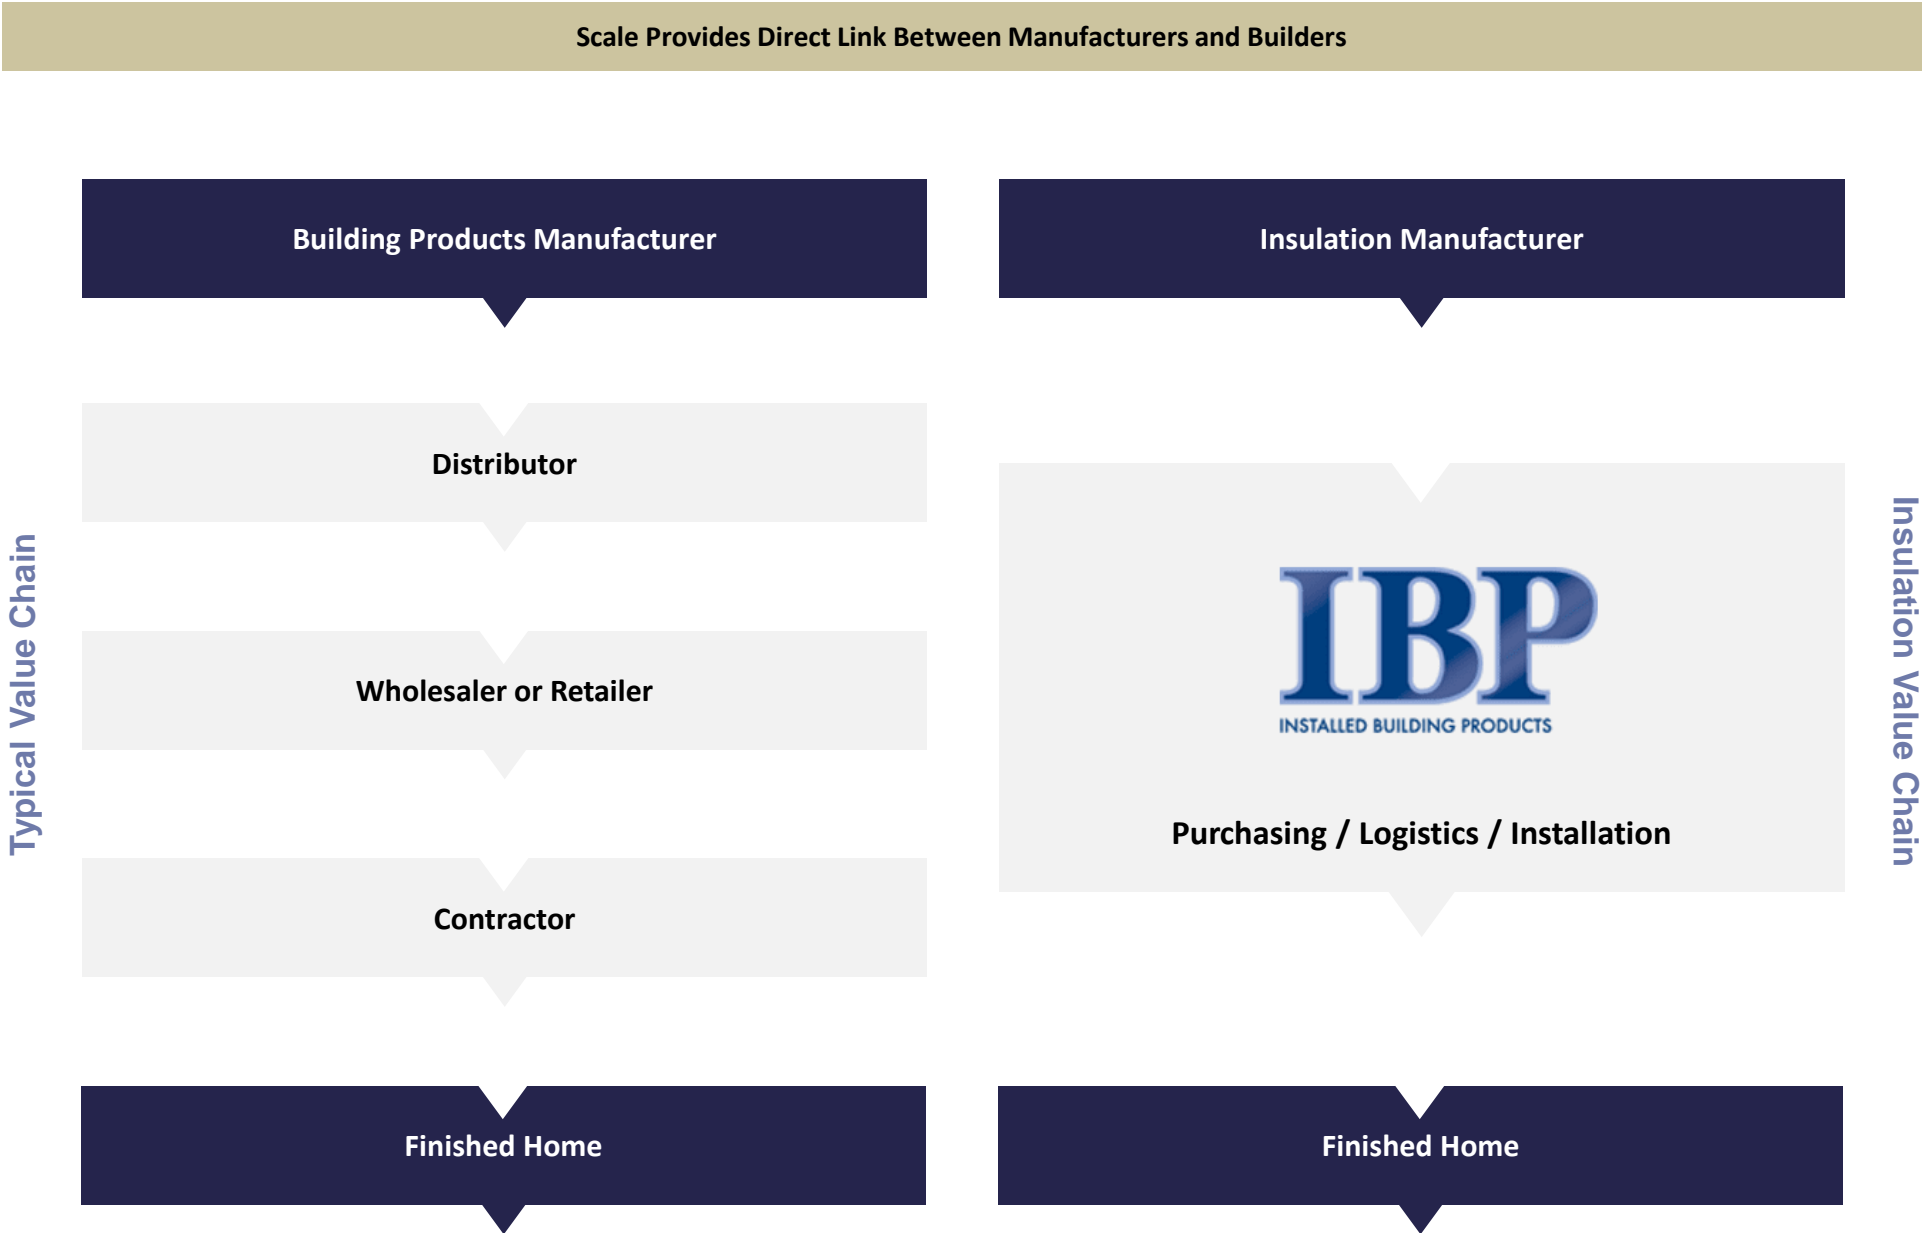 Scale Provides Direct Link Between Manufacturers and Builders
Typical Value Chain
Building Products Manufacturer
Distributor
Wholesaler or Retailer
Contractor
Finished Home
Insulation Manufacturer
IBP
INSTALLED BUILDING PRODUCTS
Purchasing / Logistics / Installation
Finished Home
Insulation Value Chain